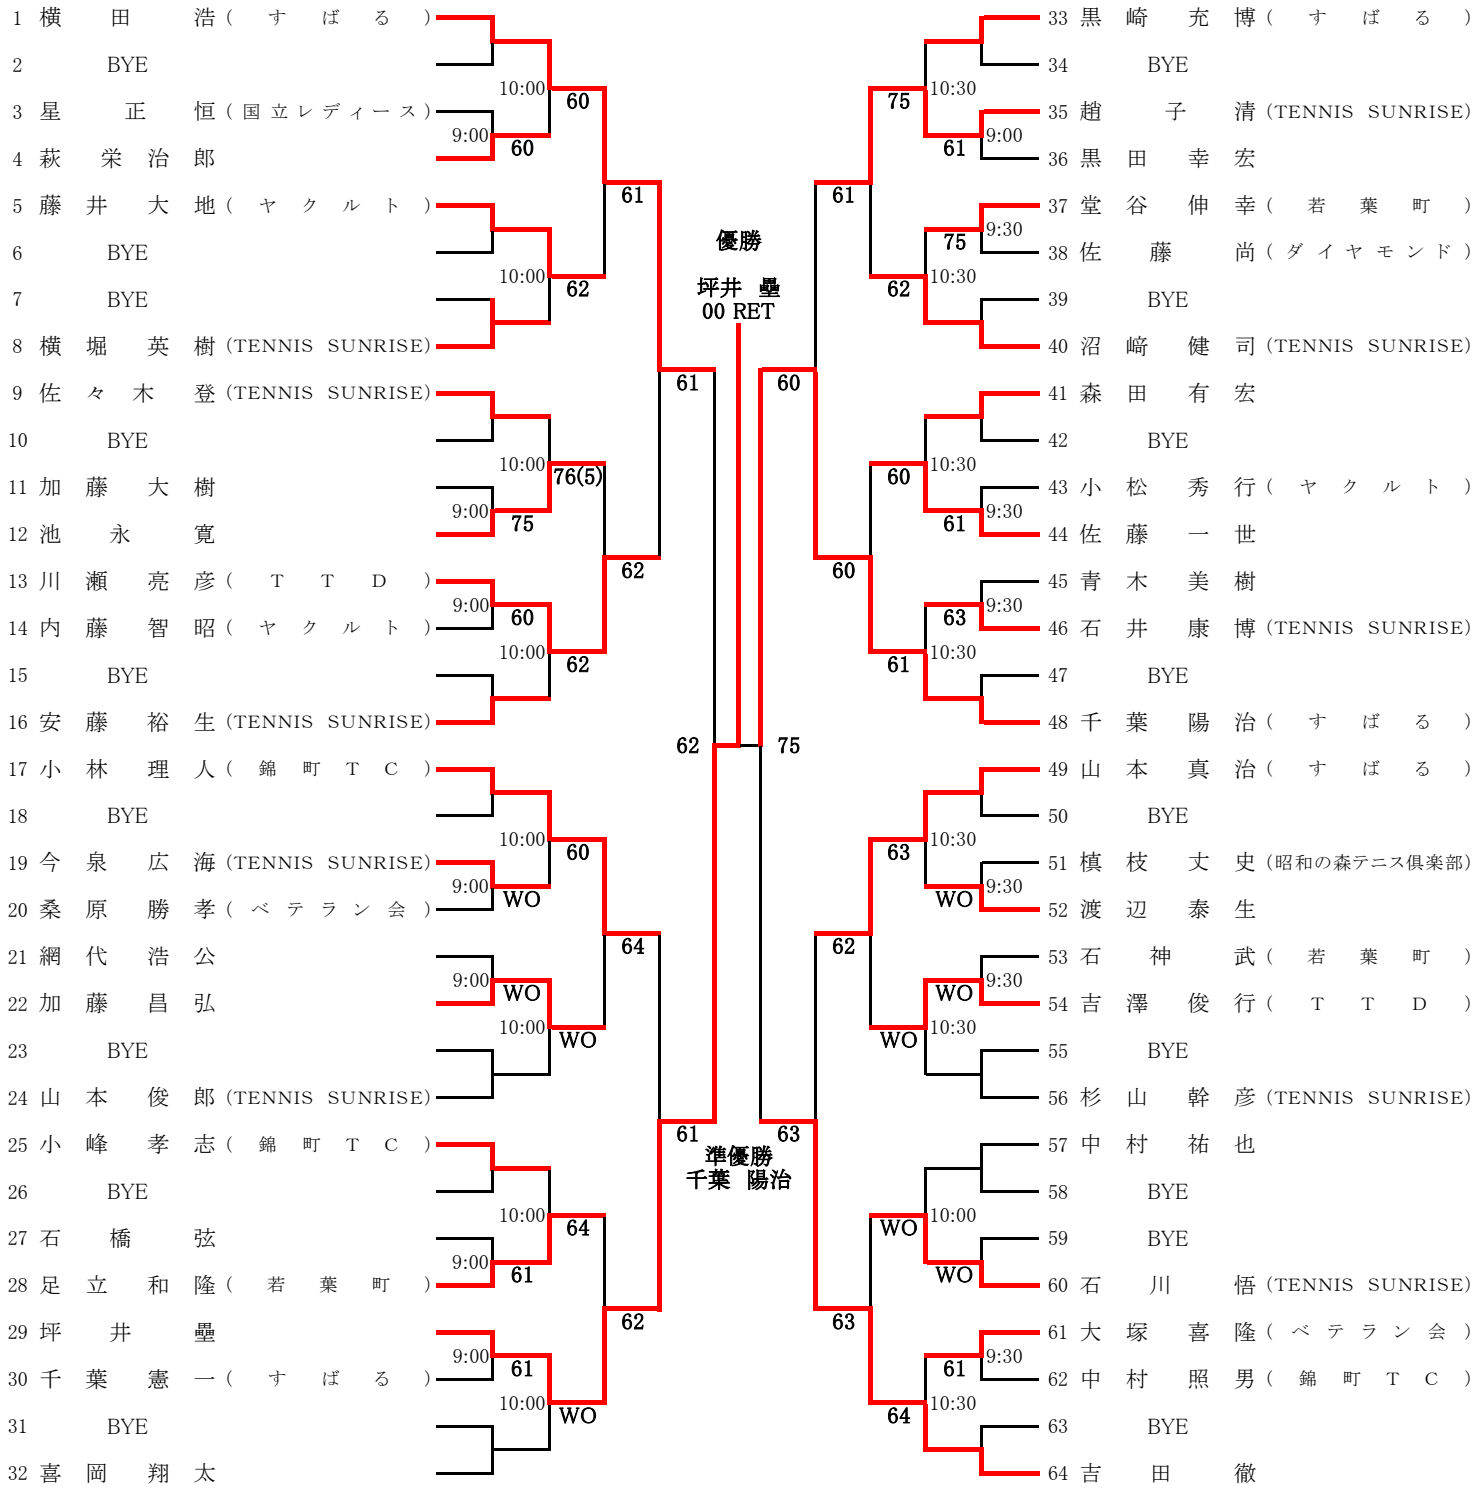 1 横田浩(すばる)
2 BYE
10:00
60
3 星正恒(国立レディース)
9:00
60
4 萩栄治郎
61
5 藤井大地(ヤクルト)
6 BYE
10:00
62
7 BYE
8 横堀英樹(TENNIS SUNRISE)
61
9 佐々木登(TENNIS SUNRISE)
10 BYE
10:00
76(5)
11 加藤大樹
9:00
75
12 池永寛
62
13 川瀬亮彦(TTD)
9:00
60
14 内藤智昭(ヤクルト)
10:00
62
15 BYE
16 安藤裕生(TENNIS SUNRISE)
62
17 小林理人(錦町TC)
18 BYE
10:00
60
19 今泉広海(TENNIS SUNRISE)
9:00
WO
20 桑原勝孝(ベテラン会)
64
21 網代浩公
9:00
WO
22 加藤昌弘
10:00
WO
23 BYE
24 山本俊郎(TENNIS SUNRISE)
61
25 小峰孝志(錦町TC)
26 BYE
10:00
64
27 石橋弦
9:00
61
28 足立和隆(若葉町)
62
29 坪井壘
9:00
61
30 千葉憲一(すばる)
10:00
WO
31 BYE
32 喜岡翔太
優勝
坪井 壘
00 RET
準優勝
千葉 陽治
33 黒崎充博(すばる)
34 BYE
75
10:30
35 趙子清(TENNIS SUNRISE)
61
9:00
36 黒田幸宏
61
37 堂谷伸幸(若葉町)
75
9:30
38 佐藤尚(ダイヤモンド)
62
10:30
39 BYE
40 沼﨑健司(TENNIS SUNRISE)
60
41 森田有宏
42 BYE
60
10:30
43 小松秀行(ヤクルト)
61
9:30
44 佐藤一世
60
45 青木美樹
63
9:30
46 石井康博(TENNIS SUNRISE)
61
10:30
47 BYE
48 千葉陽治(すばる)
75
49 山本真治(すばる)
50 BYE
63
10:30
51 槙枝丈史(昭和の森テニス倶楽部)
WO
9:30
52 渡辺泰生
62
53 石神武(若葉町)
WO
9:30
54 吉澤俊行(TTD)
WO
10:30
55 BYE
56 杉山幹彦(TENNIS SUNRISE)
63
57 中村祐也
58 BYE
WO
10:00
59 BYE
WO
60 石川悟(TENNIS SUNRISE)
63
61 大塚喜隆(ベテラン会)
61
9:30
62 中村照男(錦町TC)
64
10:30
63 BYE
64 吉田徹